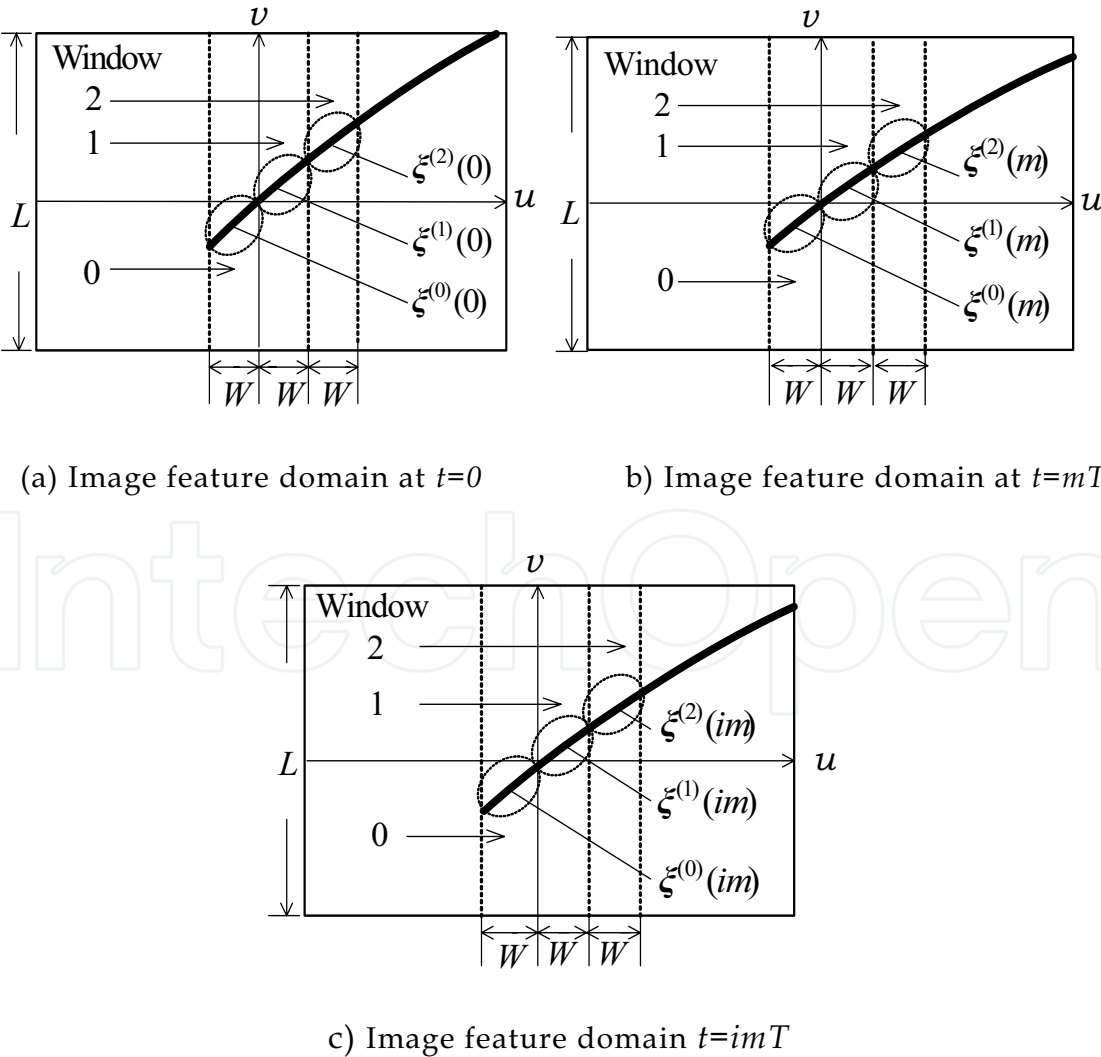 v
Window
2
1
0
L
u
ξ(2)(0)
ξ(1)(0)
ξ(0)(0)
W W W
(a) Image feature domain at t=0
v
Window
2
1
0
L
u
ξ(2)(m)
ξ(1)(m)
ξ(0)(m)
W W W
b) Image feature domain at t=mT
IntechOpen
v
Window
2
1
0
L
u
ξ(2)(im)
ξ(1)(im)
ξ(0)(im)
W W W
c) Image feature domain t=imT